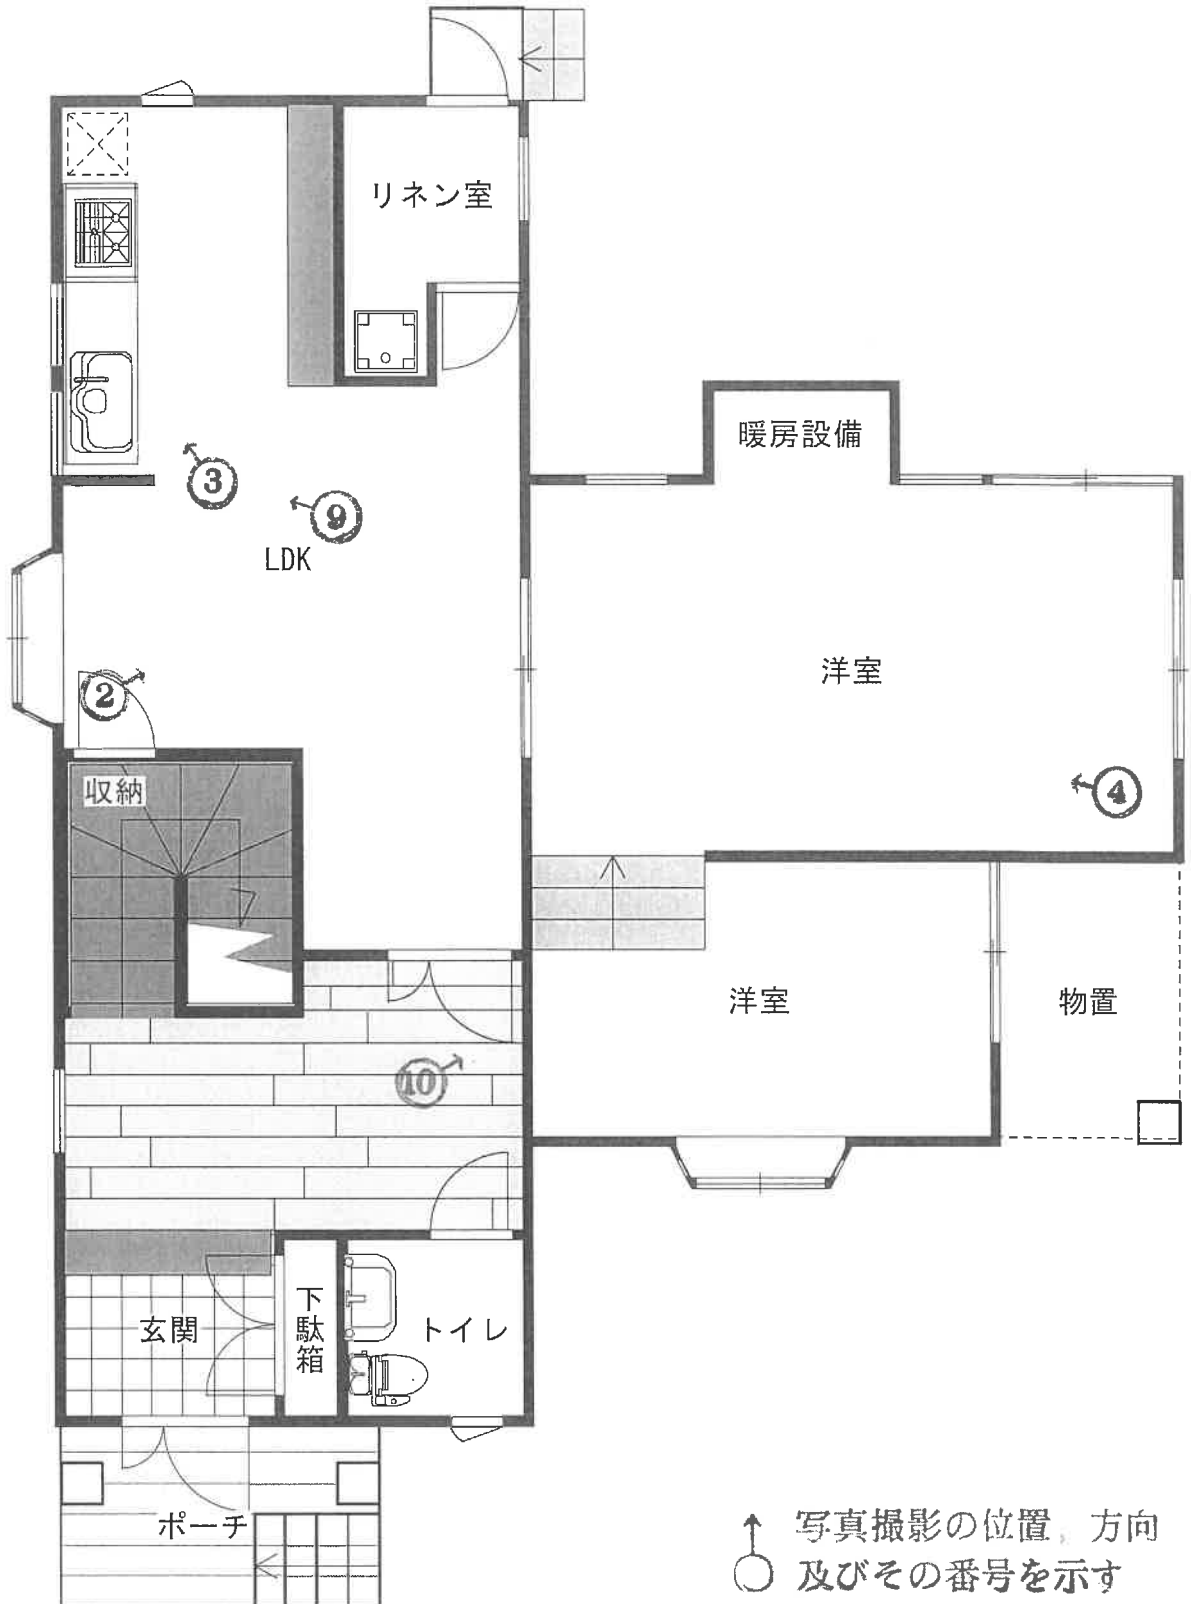 リネン室
暖房設備
③
⑨
LDK
洋室
②
収納
④
洋室
物置
⑩
玄関
下駄箱
トイレ
ポーチ
写真撮影の位置，方向
及びその番号を示す